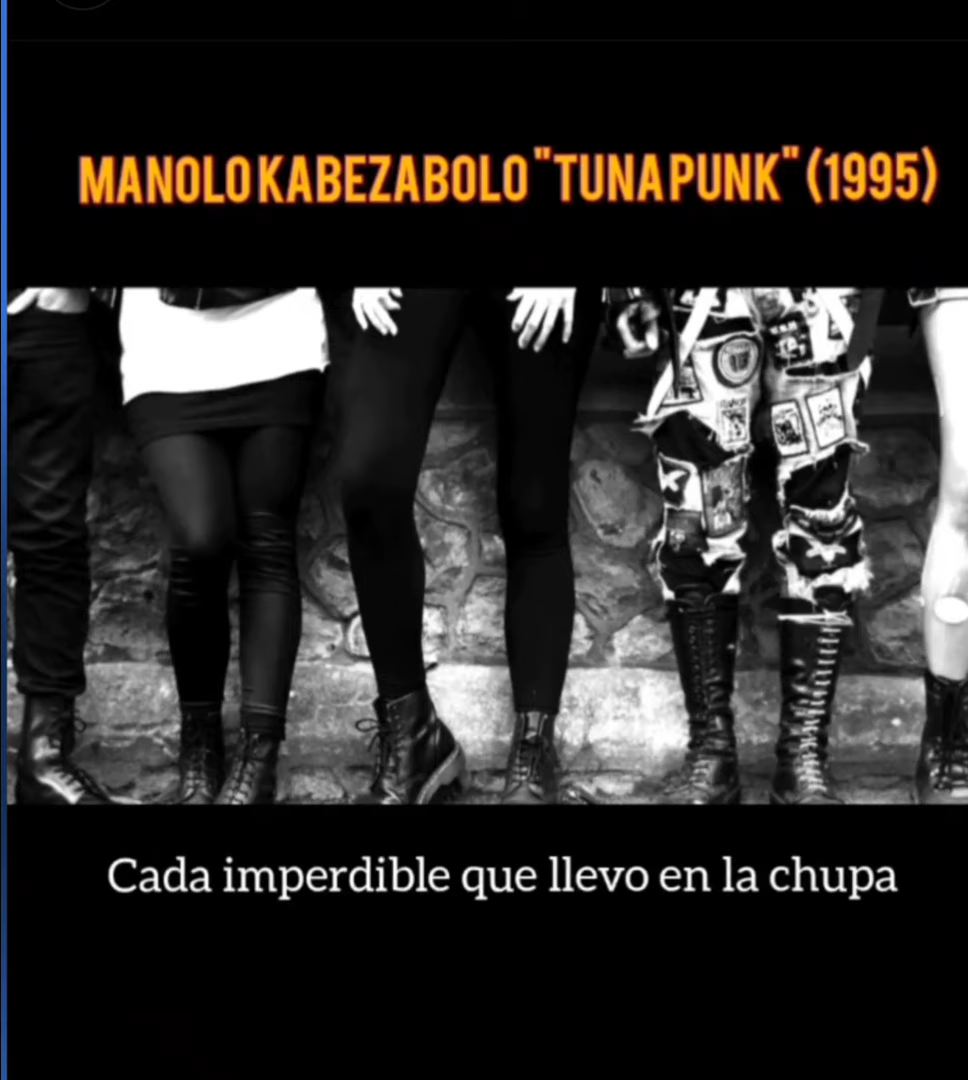 MANOLO KABEZABOLO "TUNA PUNK" (1995)
Cada imperdible que llevo en la chupa